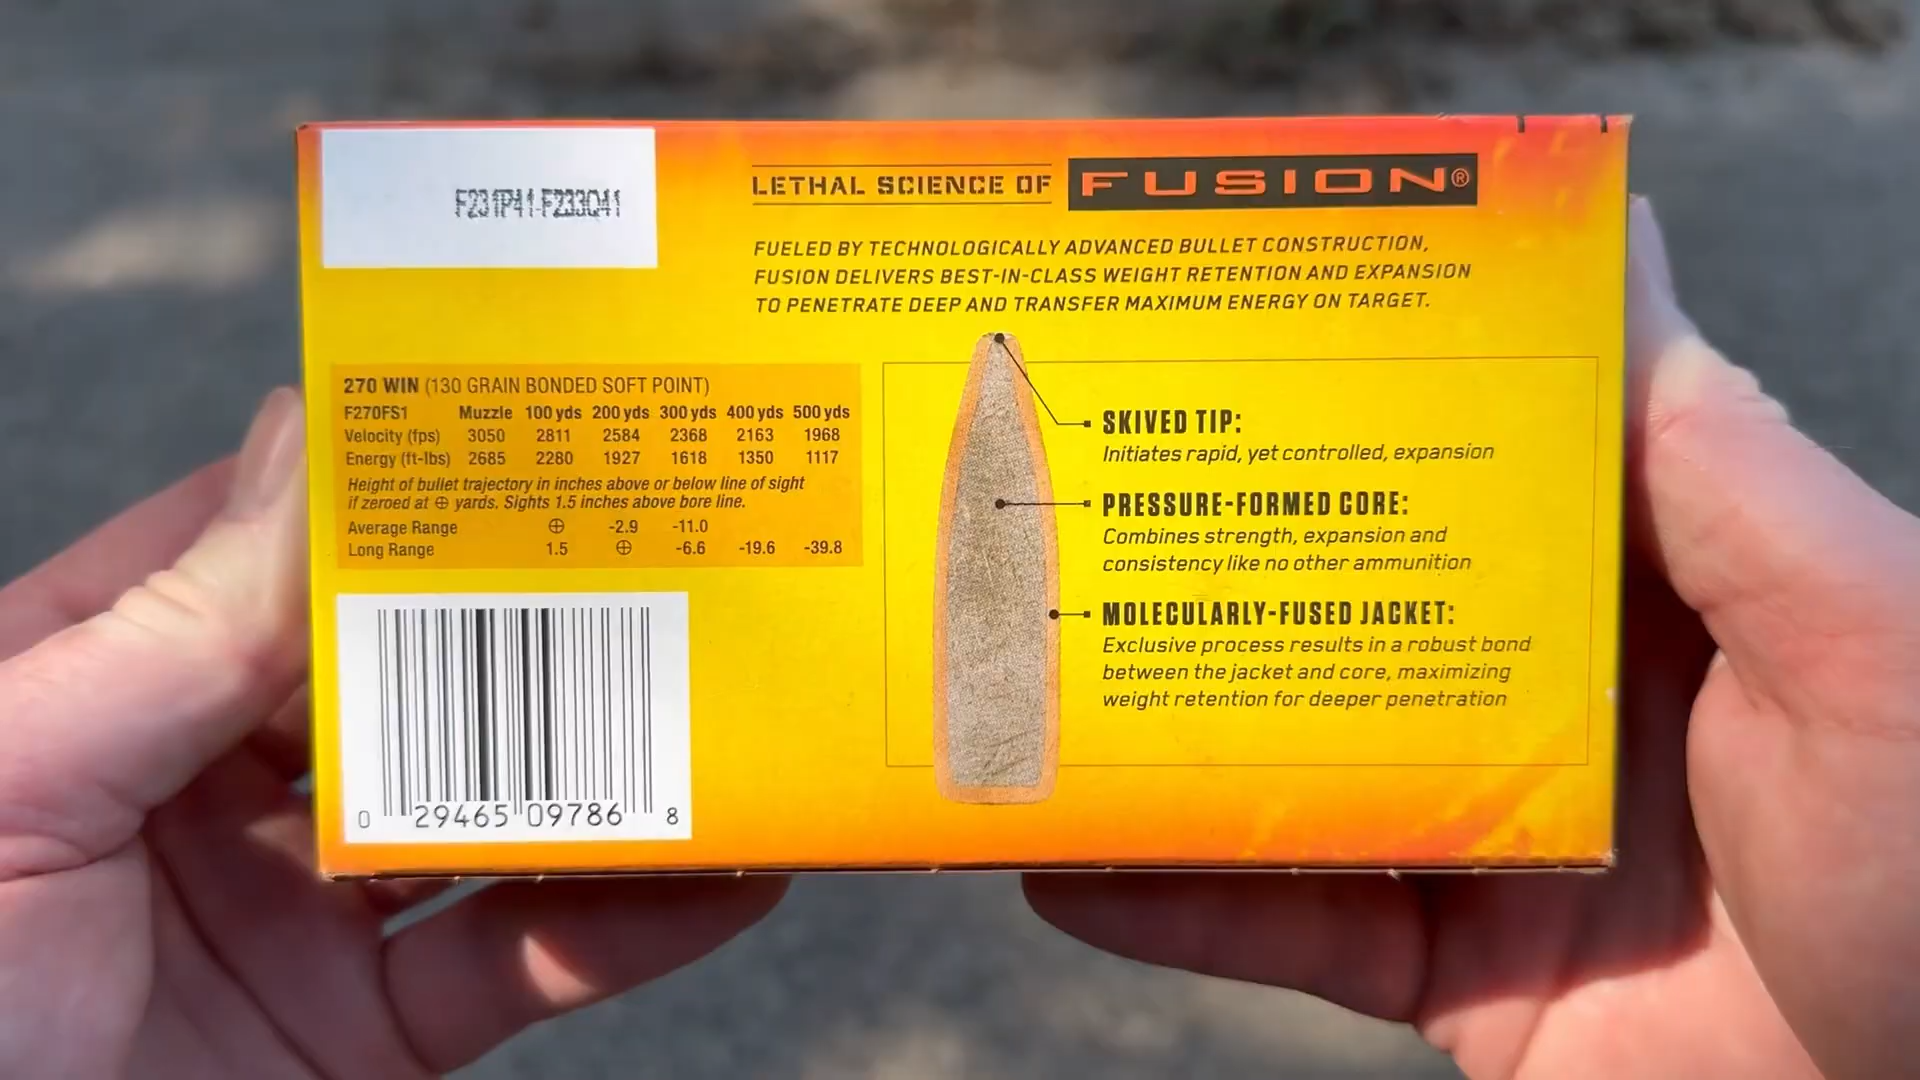 F231P41-F233Q41
LETHAL SCIENCE OF FUSION®
FUELED BY TECHNOLOGICALLY ADVANCED BULLET CONSTRUCTION,
FUSION DELIVERS BEST-IN-CLASS WEIGHT RETENTION AND EXPANSION
TO PENETRATE DEEP AND TRANSFER MAXIMUM ENERGY ON TARGET.
270 WIN (130 GRAIN BONDED SOFT POINT)
F270FS1 Muzzle 100 yds 200 yds 300 yds 400 yds 500 yds
Velocity (fps) 3050 2811 2584 2368 2163 1968
Energy (ft-lbs) 2685 2280 1927 1618 1350 1117
Height of bullet trajectory in inches above or below line of sight
if zeroed at ⊕ yards. Sights 1.5 inches above bore line.
Average Range ⊕ -2.9 -11.0
Long Range 1.5 ⊕ -6.6 -19.6 -39.8
SKIVED TIP:
Initiates rapid, yet controlled, expansion
PRESSURE-FORMED CORE:
Combines strength, expansion and
consistency like no other ammunition
MOLECULARLY-FUSED JACKET:
Exclusive process results in a robust bond
between the jacket and core, maximizing
weight retention for deeper penetration
0 29465 09786 8